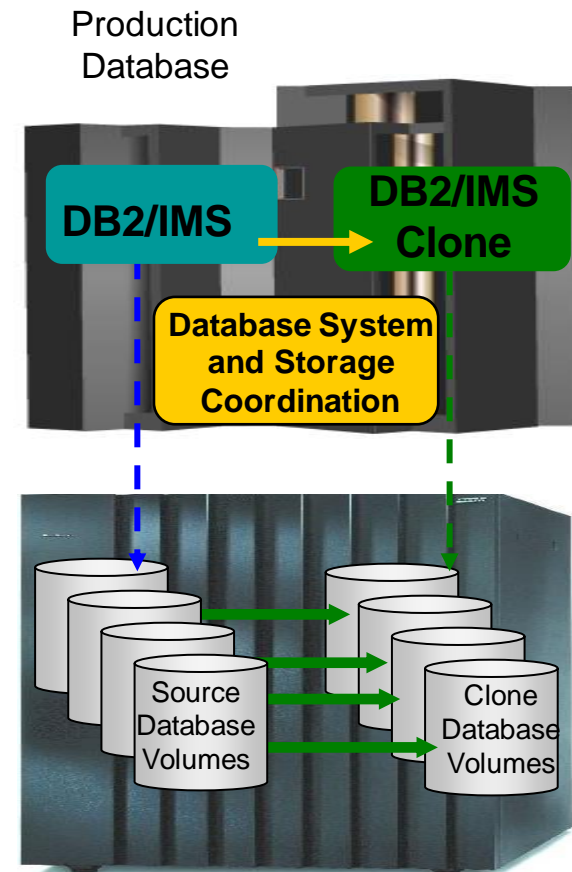 Production
Database
DB2/IMS
DB2/IMS
Clone
Database System
and Storage
Coordination
Source
Database
Volumes
Clone
Database
Volumes